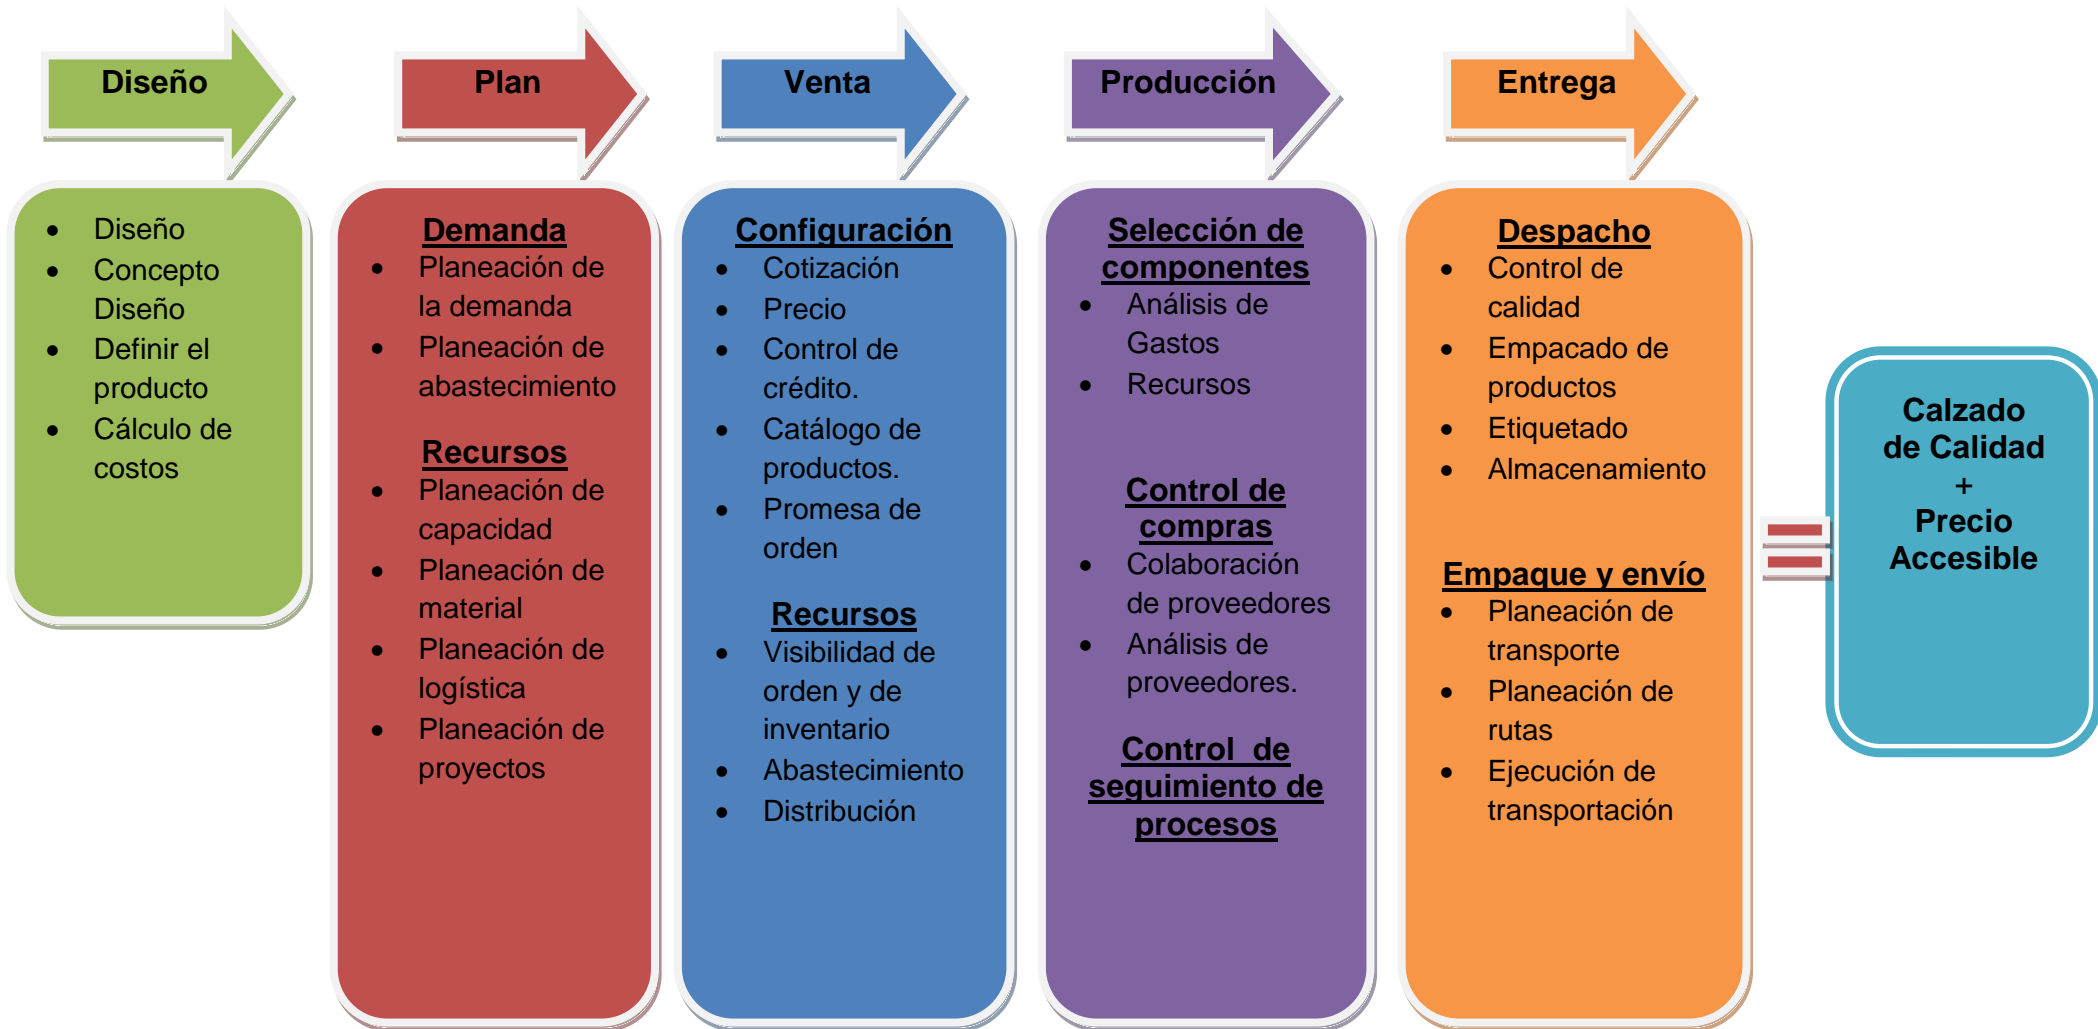 Diseño
Plan
Venta
Producción
Entrega
• Diseño
• Concepto
Diseño
• Definir el
producto
• Cálculo de
costos
Demanda
• Planeación de
la demanda
• Planeación de
abastecimiento
Recursos
• Planeación de
capacidad
• Planeación de
material
• Planeación de
logística
• Planeación de
proyectos
Configuración
• Cotización
• Precio
• Control de
crédito.
• Catálogo de
productos.
• Promesa de
orden
Recursos
• Visibilidad de
orden y de
inventario
• Abastecimiento
• Distribución
Selección de
componentes
• Análisis de
Gastos
• Recursos
Control de
compras
• Colaboración
de proveedores
• Análisis de
proveedores.
Control de
seguimiento de
procesos
Despacho
• Control de
calidad
• Empacado de
productos
• Etiquetado
• Almacenamiento
Empaque y envío
• Planeación de
transporte
• Planeación de
rutas
• Ejecución de
transportación
Calzado
de Calidad
+
Precio
Accesible